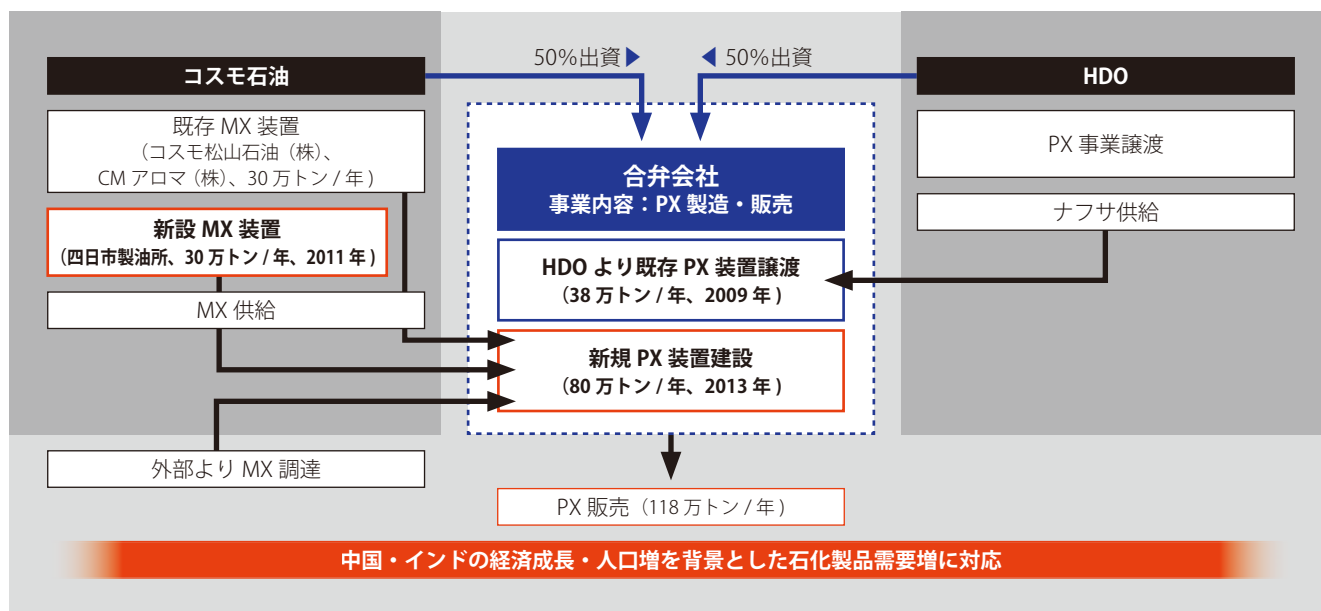 50%出資▶
◀ 50%出資
コスモ石油
既存 MX 装置
(コスモ松山石油(株)、
CM アロマ(株)、30 万トン / 年 )
新設 MX 装置
(四日市製油所、30 万トン / 年、2011 年 )
MX 供給
外部より MX 調達
合弁会社
事業内容:PX 製造・販売
HDO より既存 PX 装置譲渡
(38 万トン / 年、2009 年 )
新規 PX 装置建設
(80 万トン / 年、2013 年 )
PX 販売(118 万トン / 年 )
HDO
PX 事業譲渡
ナフサ供給
中国・インドの経済成長・人口増を背景とした石化製品需要増に対応